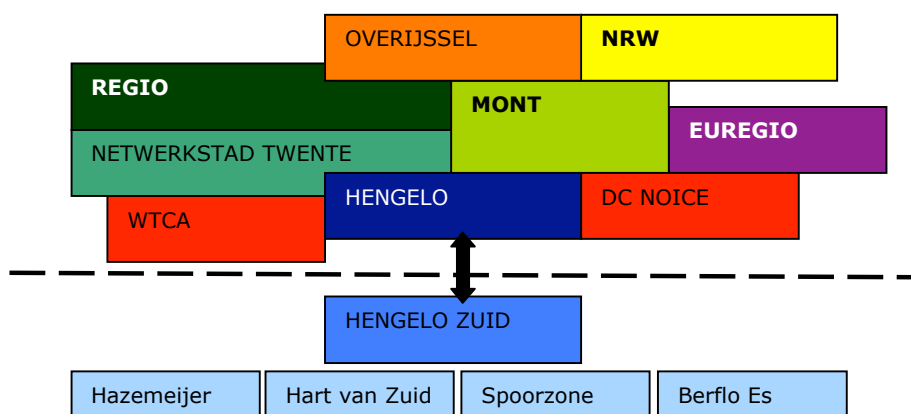 OVERIJSSEL
NRW
REGIO
MONT
EUREGIO
NETWERKSTAD TWENTE
HENGELO
DC NOICE
WTCA
HENGELO ZUID
Hazemeijer
Hart van Zuid
Spoorzone
Berflo Es